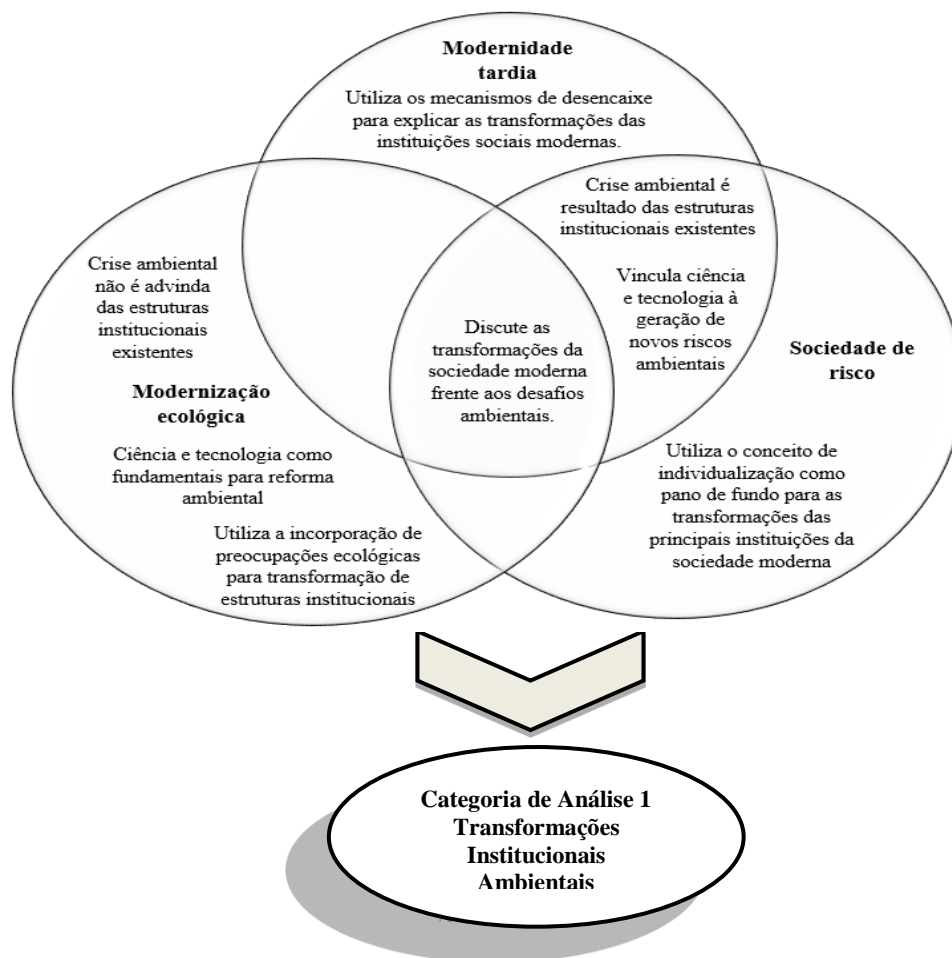 Modernidade
tardia
Utiliza os mecanismos de desencaixe
para explicar as transformações das
instituições sociais modernas.
Crise ambiental é
resultado das estruturas
institucionais existentes
Vincula ciência
e tecnologia à
geração de
novos riscos
ambientais
Crise ambiental
não é advinda
das estruturas
institucionais
existentes
Discute as
transformações da
sociedade moderna
frente aos desafios
ambientais.
Sociedade de
risco
Modernização
ecológica
Ciência e tecnologia como
fundamentais para reforma
ambiental
Utiliza a incorporação de
preocupações ecológicas
para transformação de
estruturas institucionais
Utiliza o conceito de
individualização como
pano de fundo para as
transformações das
principais instituições da
sociedade moderna
Categoria de Análise 1
Transformações
Institucionais
Ambientais